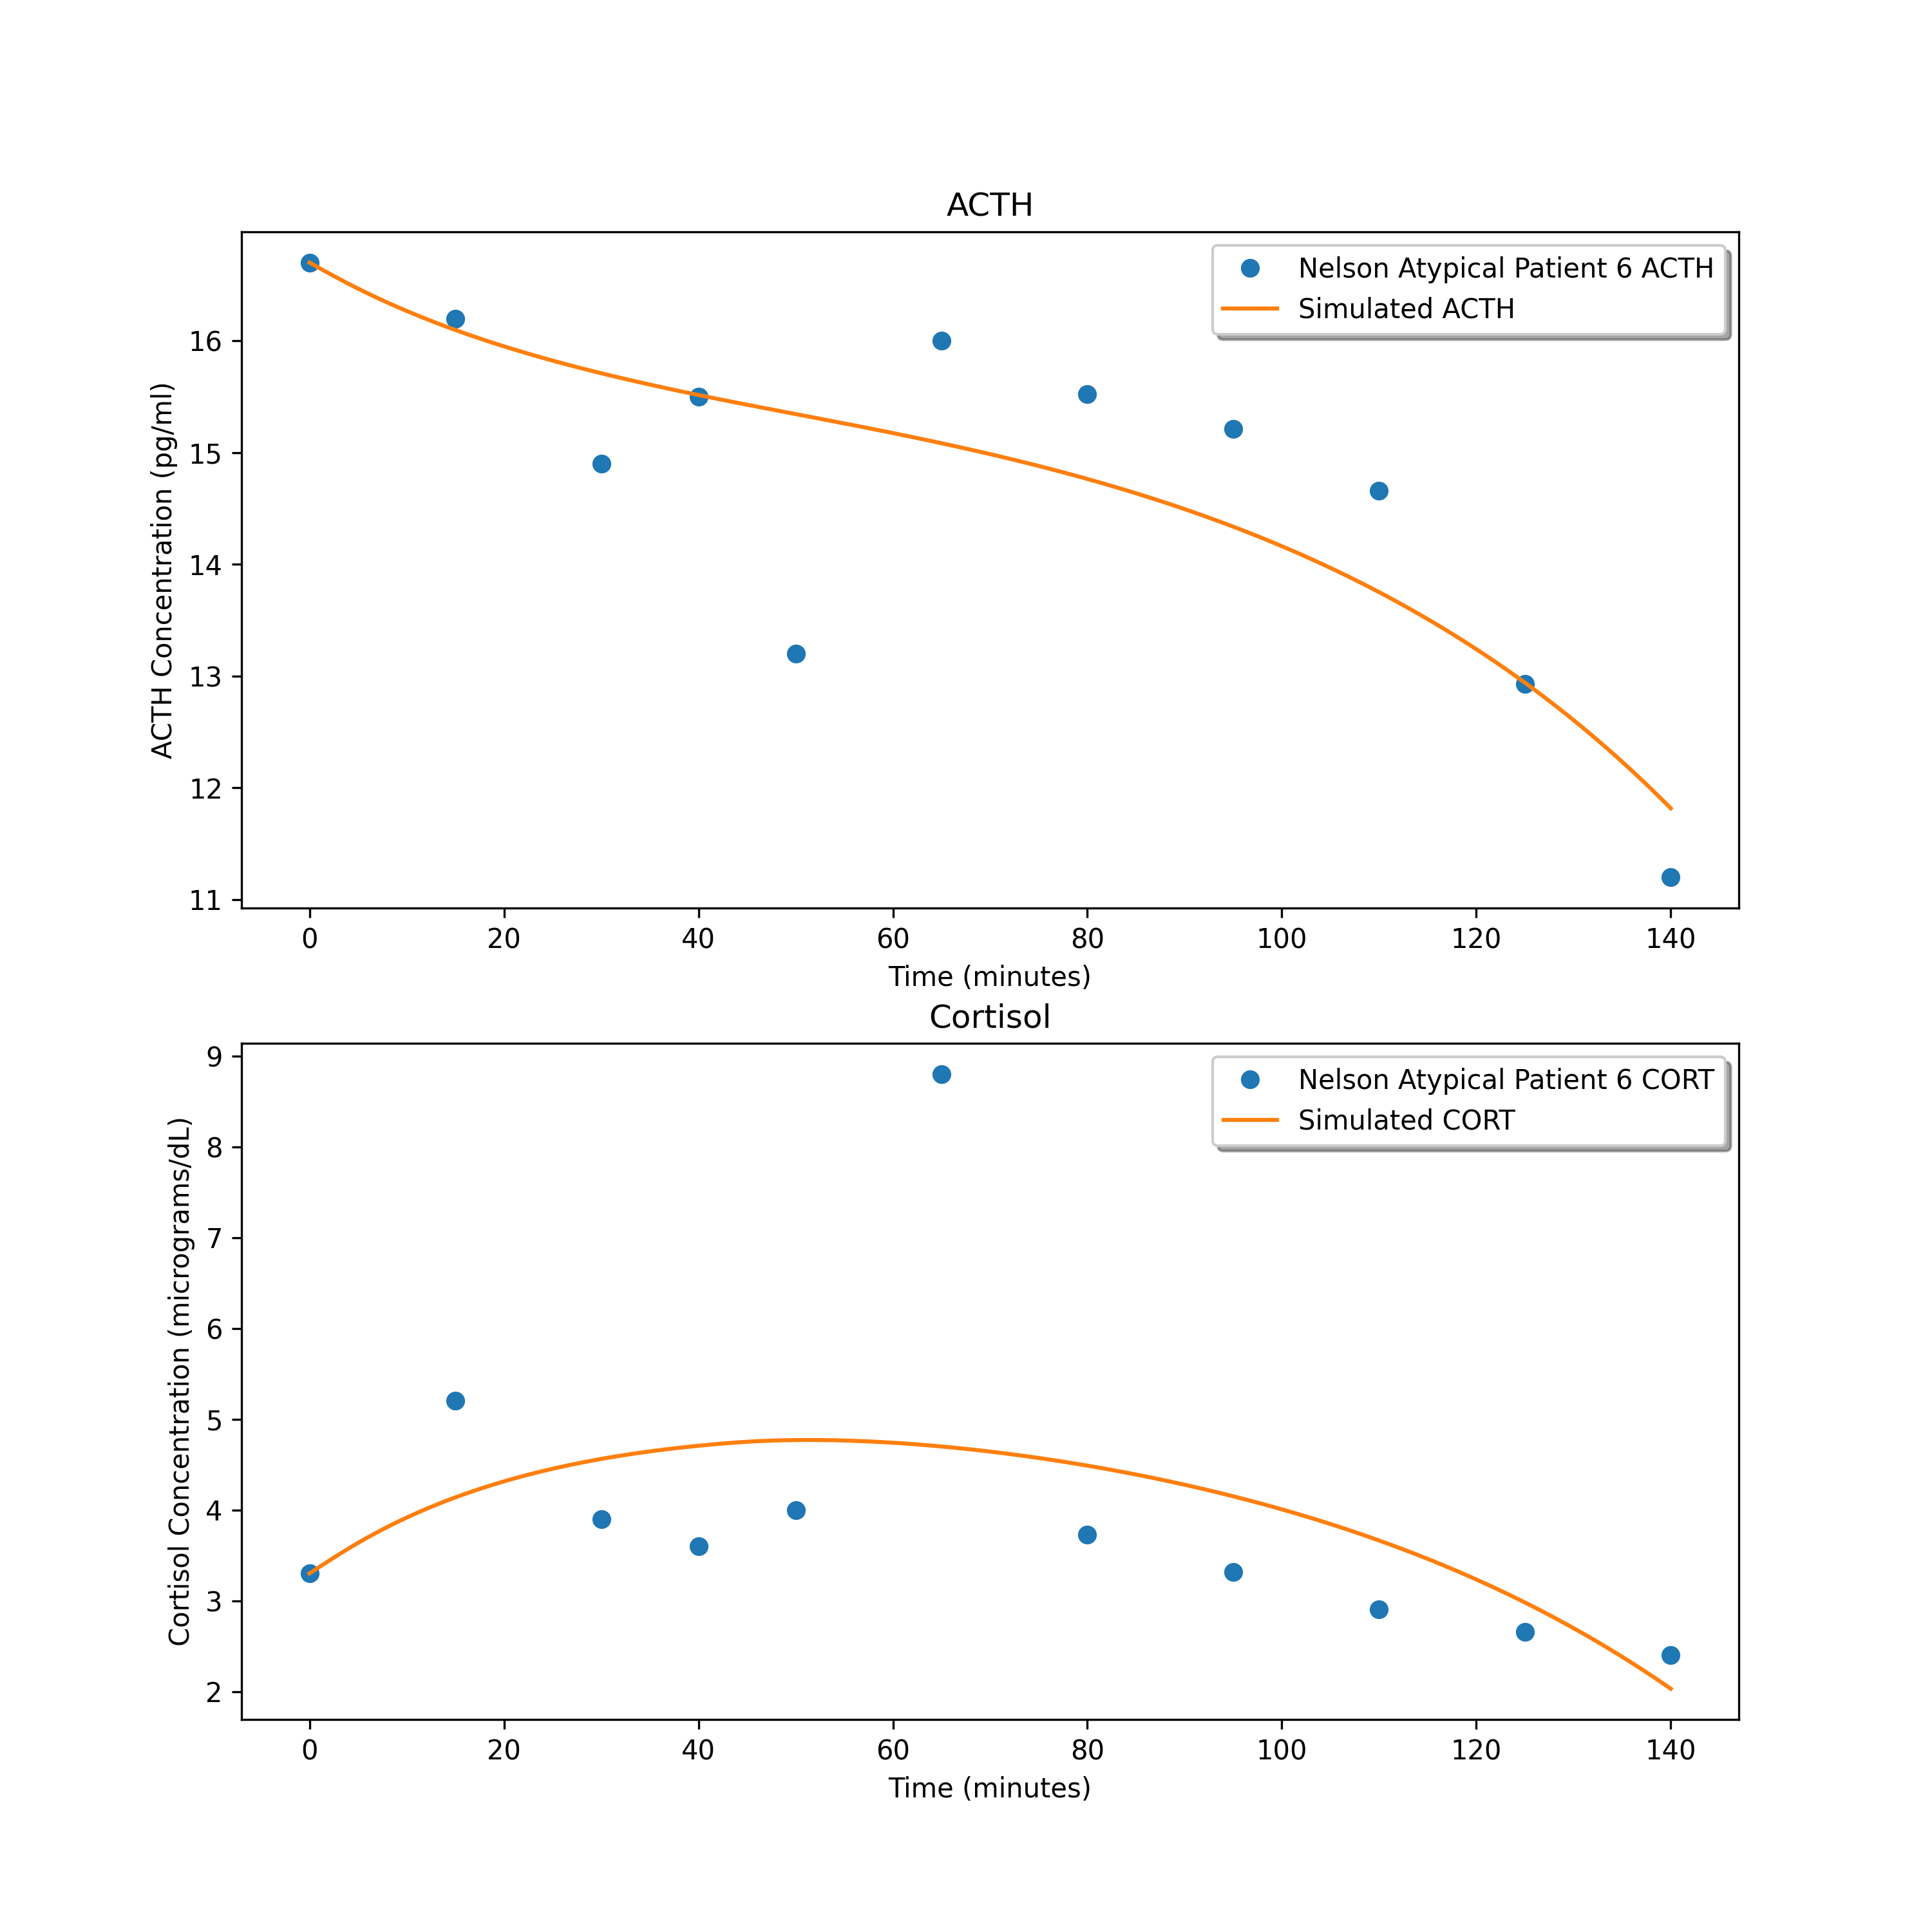 ACTH
Nelson Atypical Patient 6 ACTH
Simulated ACTH
ACTH Concentration (pg/ml)
16
15
14
13
12
11
0 20 40 60 80 100 120 140
Time (minutes)
Cortisol
Nelson Atypical Patient 6 CORT
Simulated CORT
Cortisol Concentration (micrograms/dL)
9
8
7
6
5
4
3
2
0 20 40 60 80 100 120 140
Time (minutes)